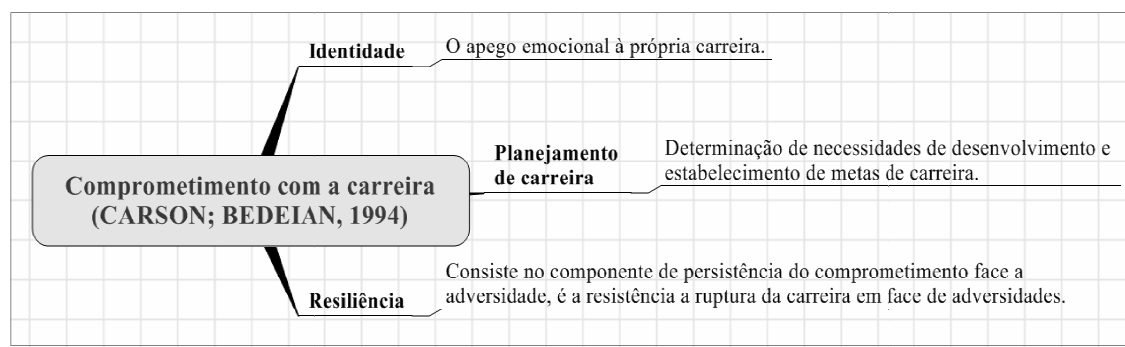 Identidade
O apego emocional à própria carreira.
Comprometimento com a carreira
(CARSON; BEDEIAN, 1994)
Planejamento
de carreira
Determinação de necessidades de desenvolvimento e
estabelecimento de metas de carreira.
Resiliência
Consiste no componente de persistência do comprometimento face a
adversidade, é a resistência a ruptura da carreira em face de adversidades.